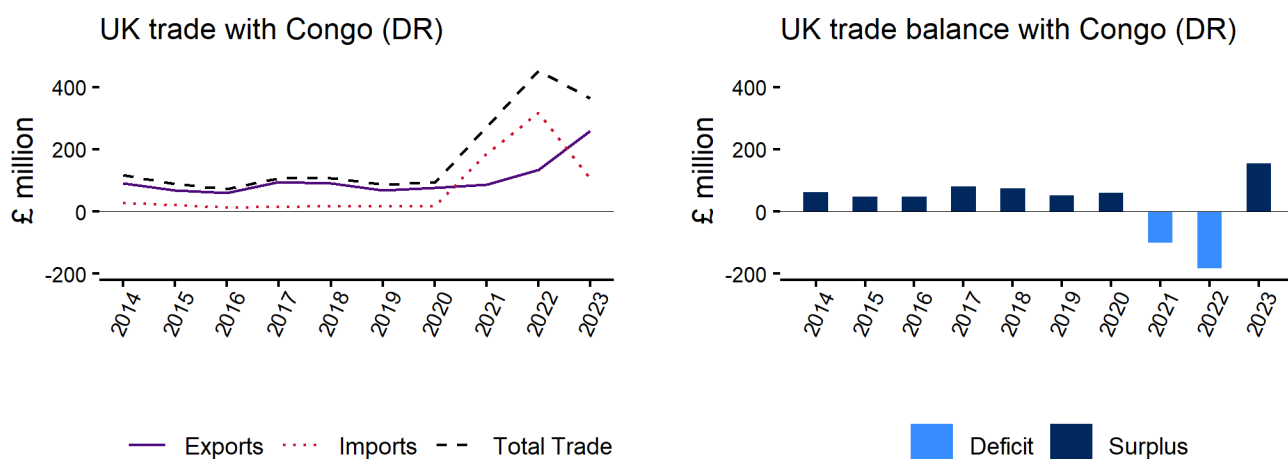 UK trade with Congo (DR)
400
200
0
-200
£ million
2014 2015 2016 2017 2018 2019 2020 2021 2022 2023
Exports Imports Total Trade
UK trade balance with Congo (DR)
400
200
0
-200
£ million
2014 2015 2016 2017 2018 2019 2020 2021 2022 2023
Deficit Surplus